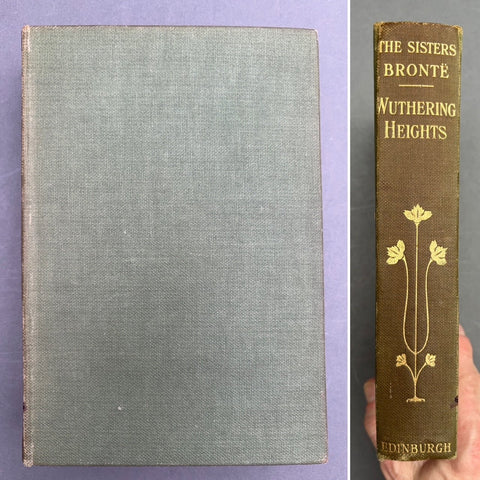 THE SISTERS
BRONTË
WUTHERING
HEIGHTS
EDINBURGH